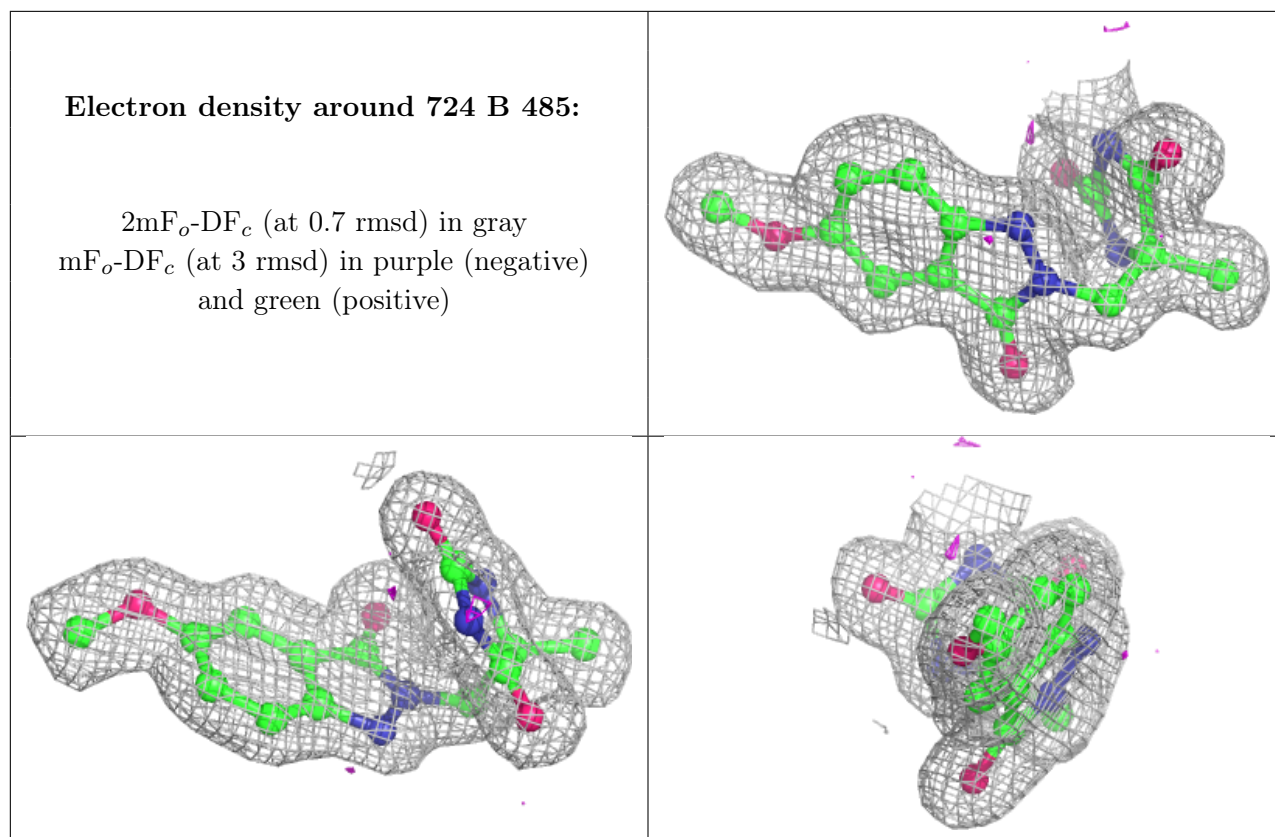 Electron density around 724 B 485:
2mFo-DFc (at 0.7 rmsd) in gray
mFo-DFc (at 3 rmsd) in purple (negative)
and green (positive)